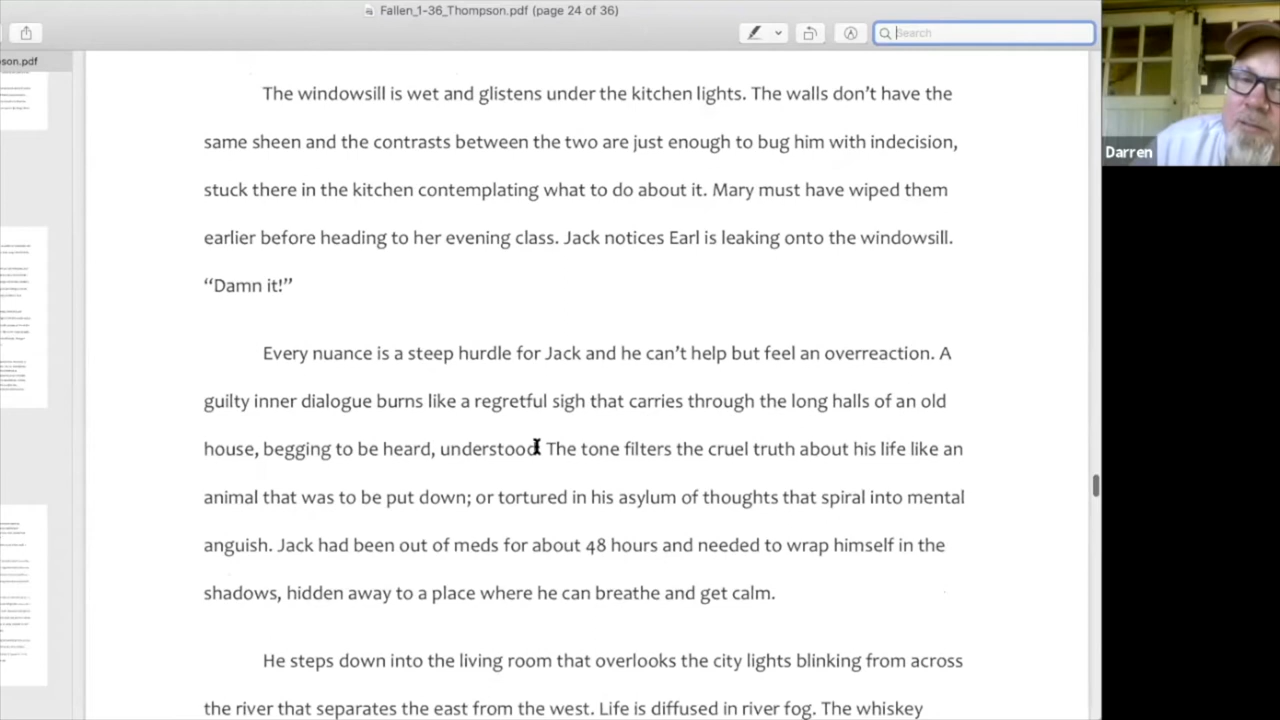 Fallen_1-36_Thompson.pdf (page 24 of 36)
Search
son.pdf
Darren
The windowsill is wet and glistens under the kitchen lights. The walls don’t have the
same sheen and the contrasts between the two are just enough to bug him with indecision,
stuck there in the kitchen contemplating what to do about it. Mary must have wiped them
earlier before heading to her evening class. Jack notices Earl is leaking onto the windowsill.
“Damn it!”
Every nuance is a steep hurdle for Jack and he can’t help but feel an overreaction. A
guilty inner dialogue burns like a regretful sigh that carries through the long halls of an old
house, begging to be heard, understood. The tone filters the cruel truth about his life like an
animal that was to be put down; or tortured in his asylum of thoughts that spiral into mental
anguish. Jack had been out of meds for about 48 hours and needed to wrap himself in the
shadows, hidden away to a place where he can breathe and get calm.
He steps down into the living room that overlooks the city lights blinking from across
the river that separates the east from the west. Life is diffused in river fog. The whiskey